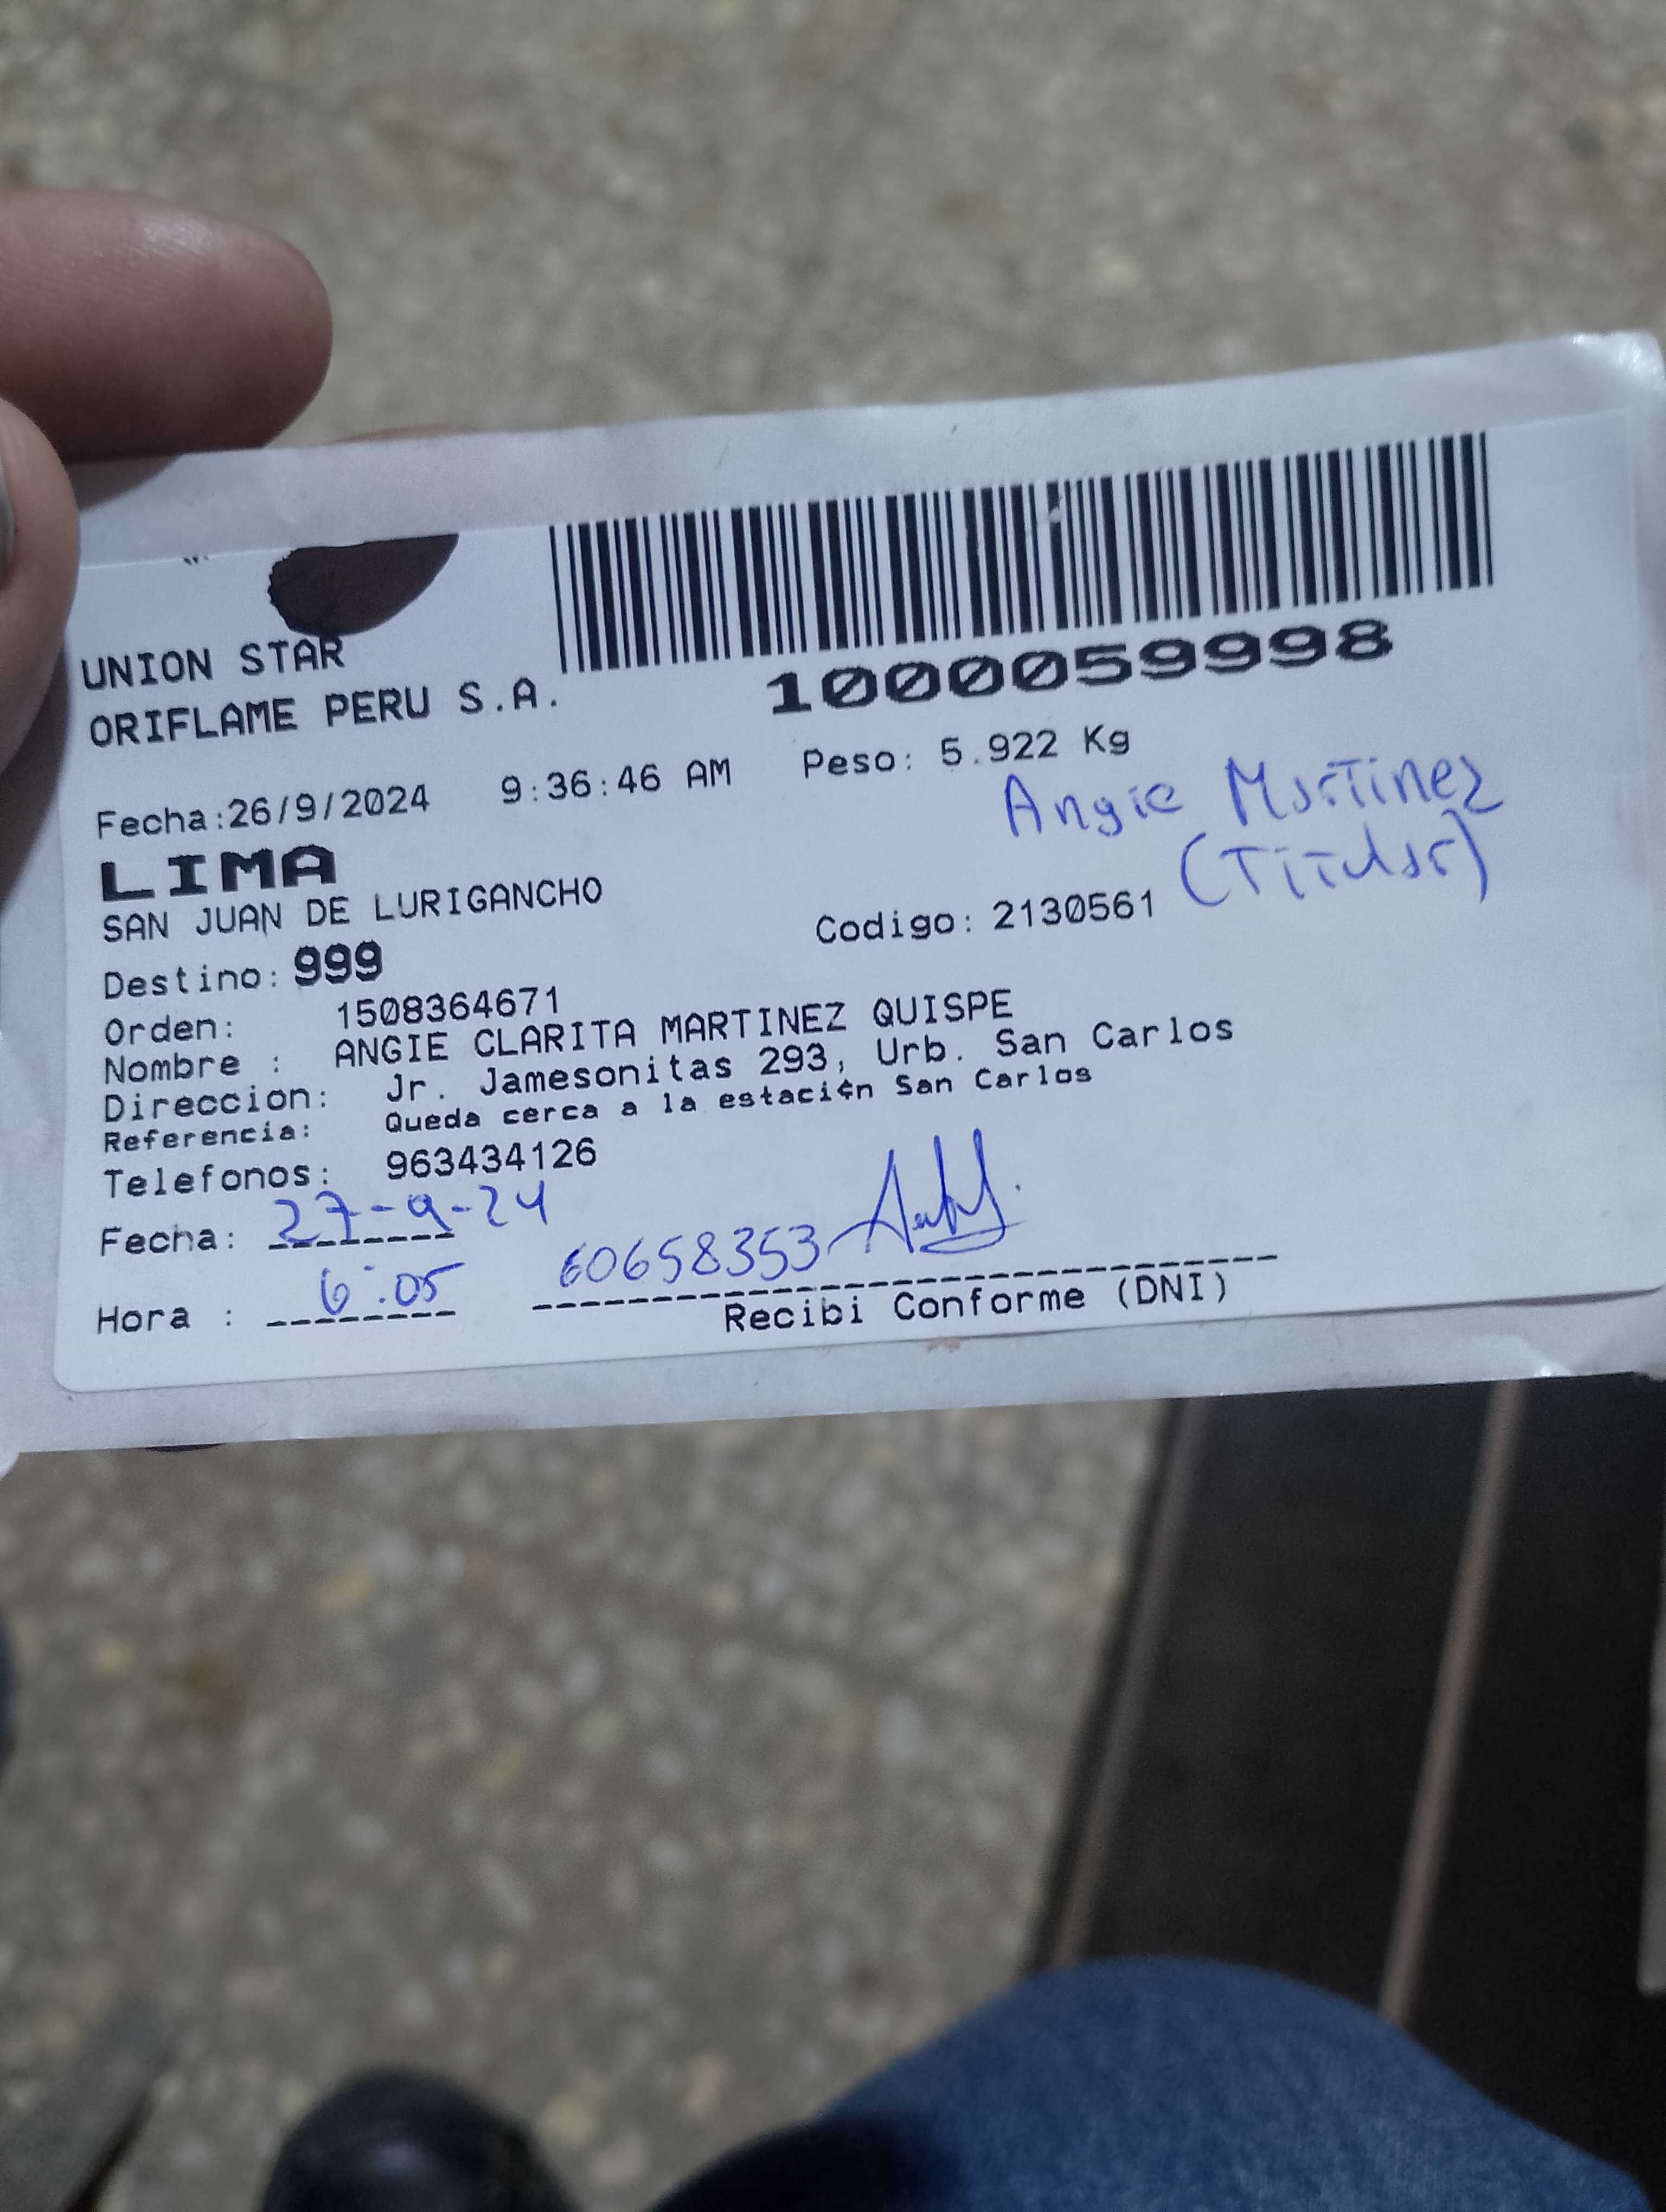 UNION STAR
ORIFLAME PERU S.A.
1000059998
Fecha:26/9/2024 9:36:46 AM Peso: 5.922 Kg
Angie Martinez
(Titular)
LIMA
SAN JUAN DE LURIGANCHO
Codigo: 2130561
Destino: 999
Orden: 1508364671
Nombre : ANGIE CLARITA MARTINEZ QUISPE
Direccion: Jr. Jamesonitas 293, Urb. San Carlos
Referencia: Queda cerca a la estaci¢n San Carlos
Telefonos: 963434126
Fecha: 27-9-24
60658353
Hora : 6:05
Recibi Conforme (DNI)